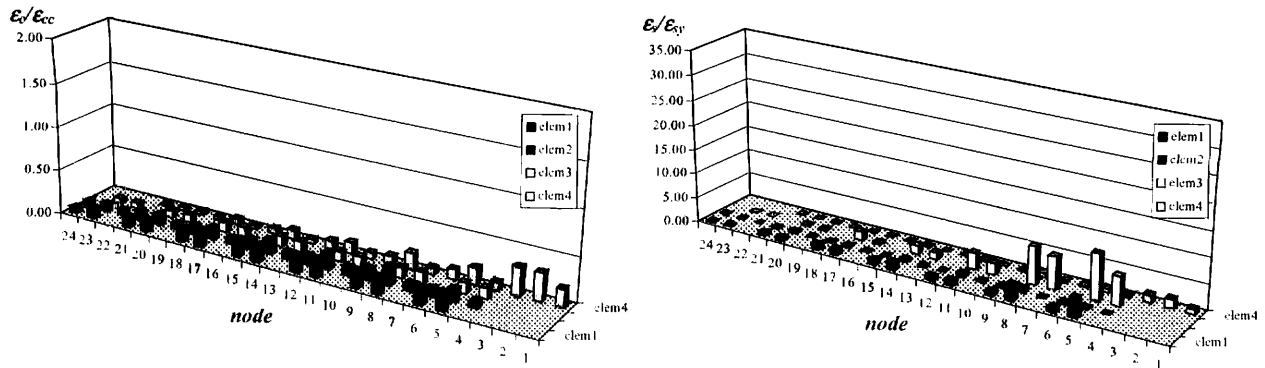 εc/εcc
2.00
1.50
1.00
0.50
0.00
elem1
elem2
elem3
elem4
24 23 22 21 20 19 18 17 16 15 14 13 12 11 10 9 8 7 6 5 4 3 2 1
node
elem4
elem1
εs/εsy
35.00
30.00
25.00
20.00
15.00
10.00
5.00
0.00
elem1
elem2
elem3
elem4
24 23 22 21 20 19 18 17 16 15 14 13 12 11 10 9 8 7 6 5 4 3 2 1
node
elem4
elem1